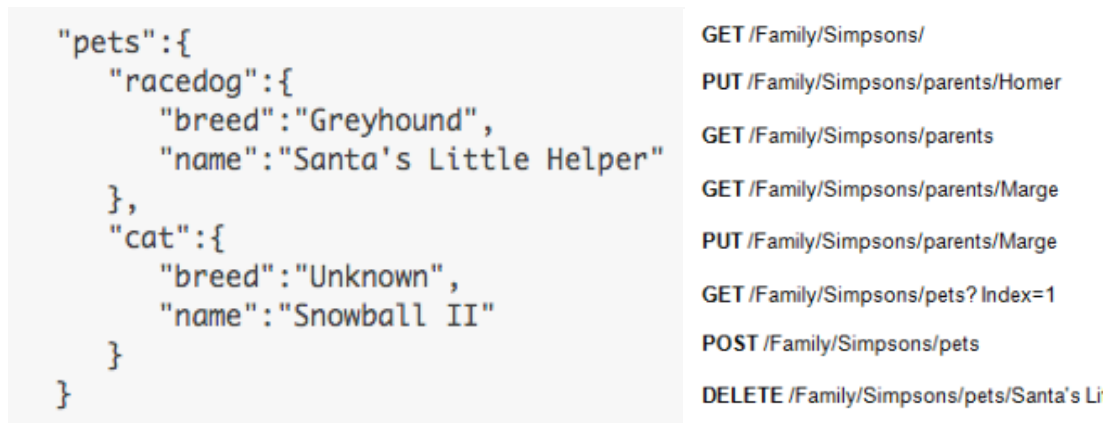 "pets":{
"racedog":{
"breed":"Greyhound",
"name":"Santa's Little Helper"
},
"cat":{
"breed":"Unknown",
"name":"Snowball II"
}
}
GET /Family/Simpsons/
PUT /Family/Simpsons/parents/Homer
GET /Family/Simpsons/parents
GET /Family/Simpsons/parents/Marge
PUT /Family/Simpsons/parents/Marge
GET /Family/Simpsons/pets? Index=1
POST /Family/Simpsons/pets
DELETE /Family/Simpsons/pets/Santa's